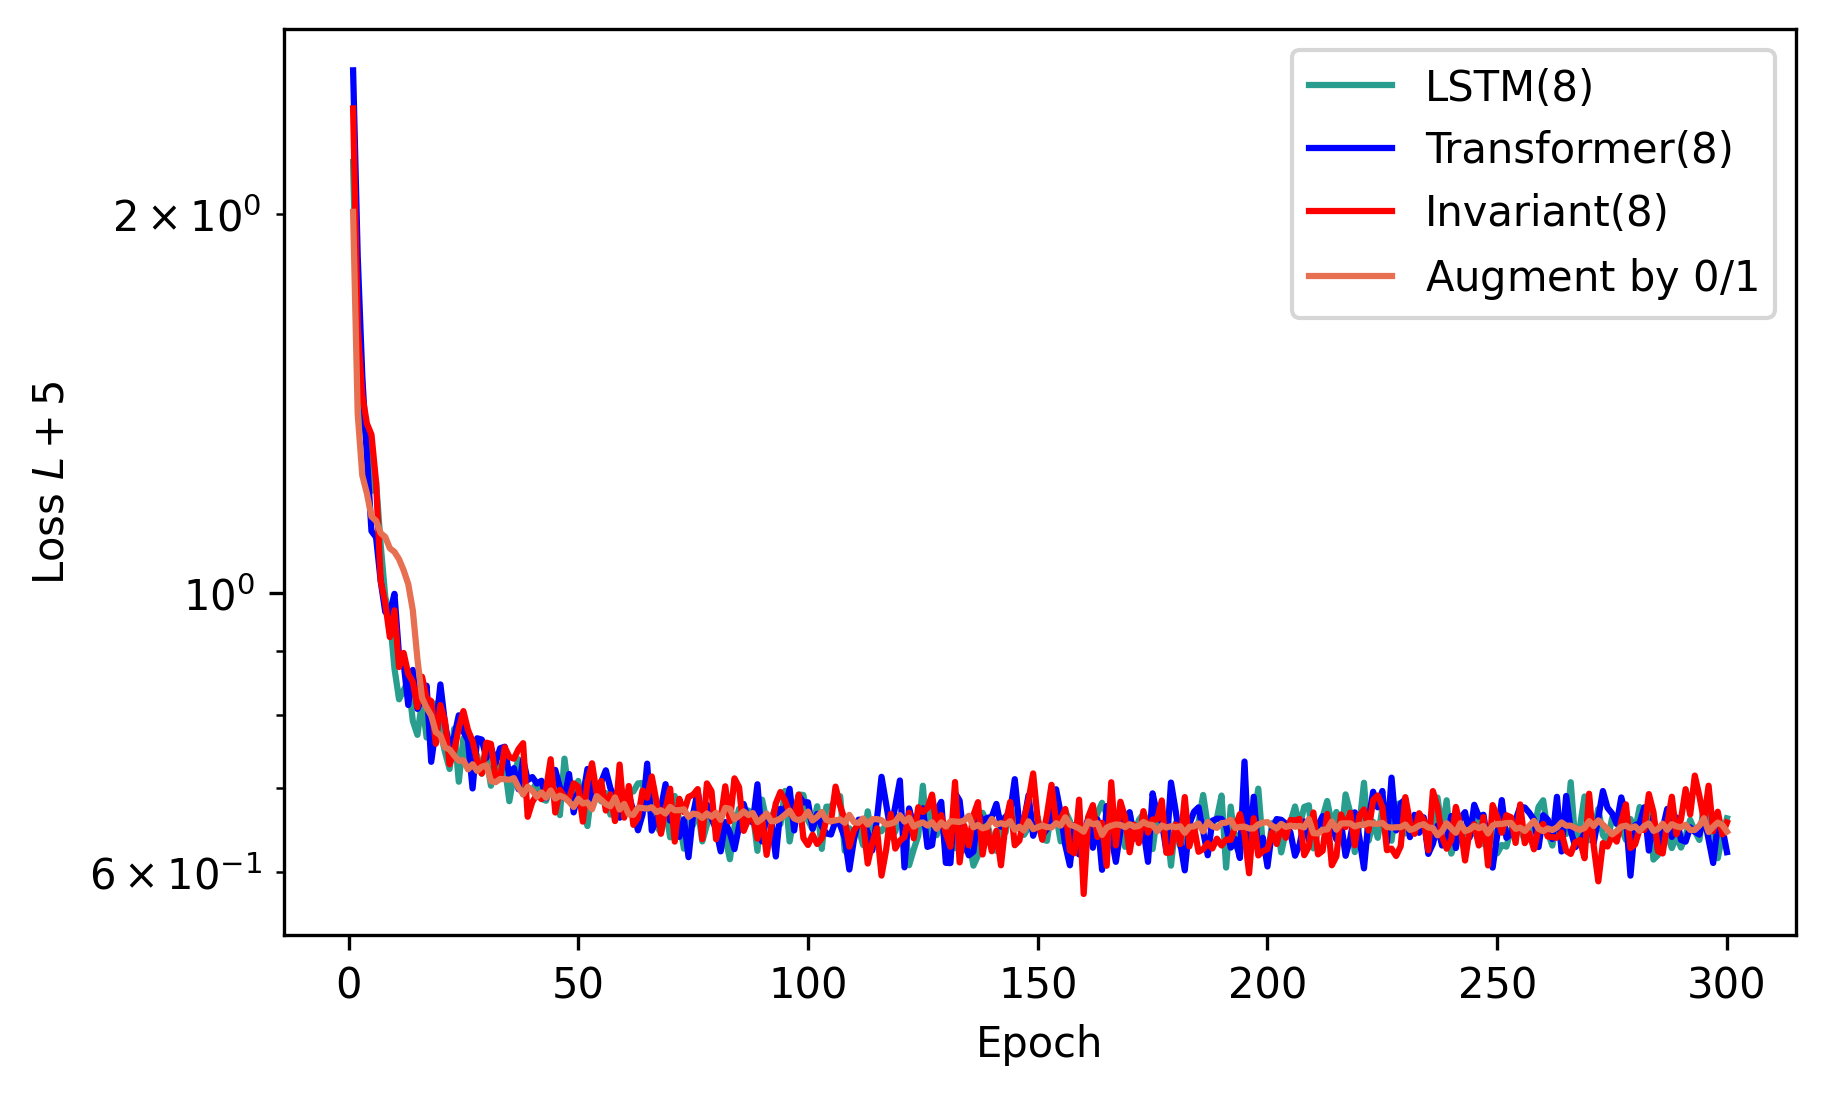 LSTM(8)
Transformer(8)
Invariant(8)
Augment by 0/1
Loss L + 5
2 × 10⁰
10⁰
6 × 10⁻¹
0 50 100 150 200 250 300
Epoch